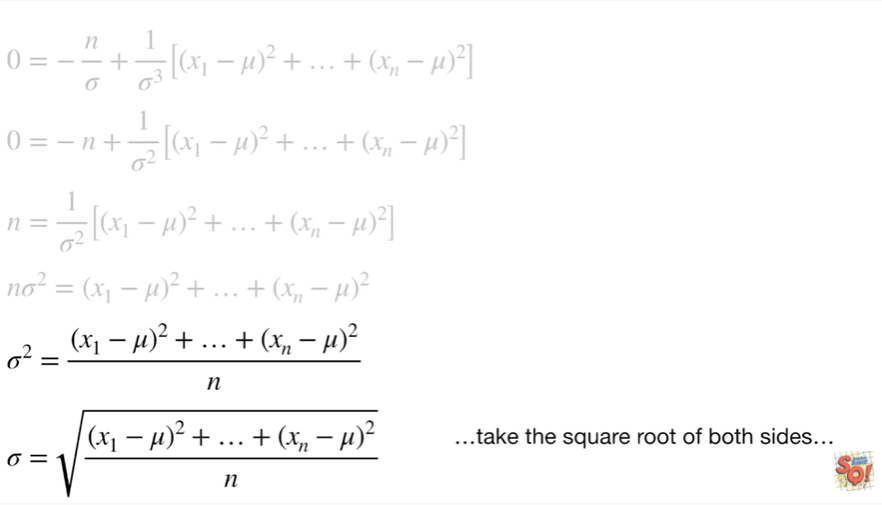 0 = − n/σ + 1/σ³ [(x₁ − μ)² + … + (xₙ − μ)²]
0 = − n + 1/σ² [(x₁ − μ)² + … + (xₙ − μ)²]
n = 1/σ² [(x₁ − μ)² + … + (xₙ − μ)²]
nσ² = (x₁ − μ)² + … + (xₙ − μ)²
σ² = ((x₁ − μ)² + … + (xₙ − μ)²)/n
σ = √(((x₁ − μ)² + … + (xₙ − μ)²)/n) …take the square root of both sides…
SQ!